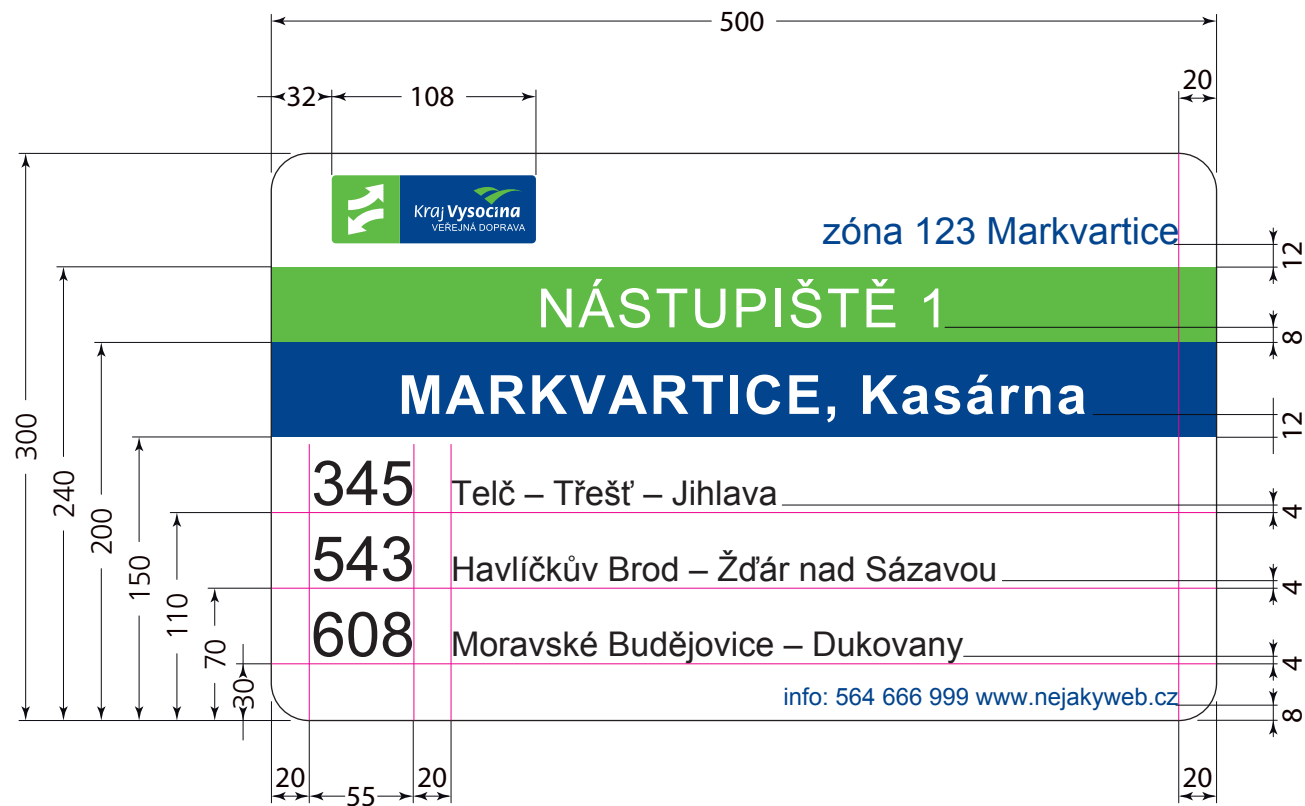 500
32 108 20
Kraj Vysocina
VEŘEJNÁ DOPRAVA
zóna 123 Markvartice
12
NÁSTUPIŠTĚ 1
8
MARKVARTICE, Kasárna
12
300
240
200
150
110
70
30
345 Telč – Třešť – Jihlava
4
543 Havlíčkův Brod – Žďár nad Sázavou
4
608 Moravské Budějovice – Dukovany
4
info: 564 666 999 www.nejakyweb.cz
8
20 55 20 20